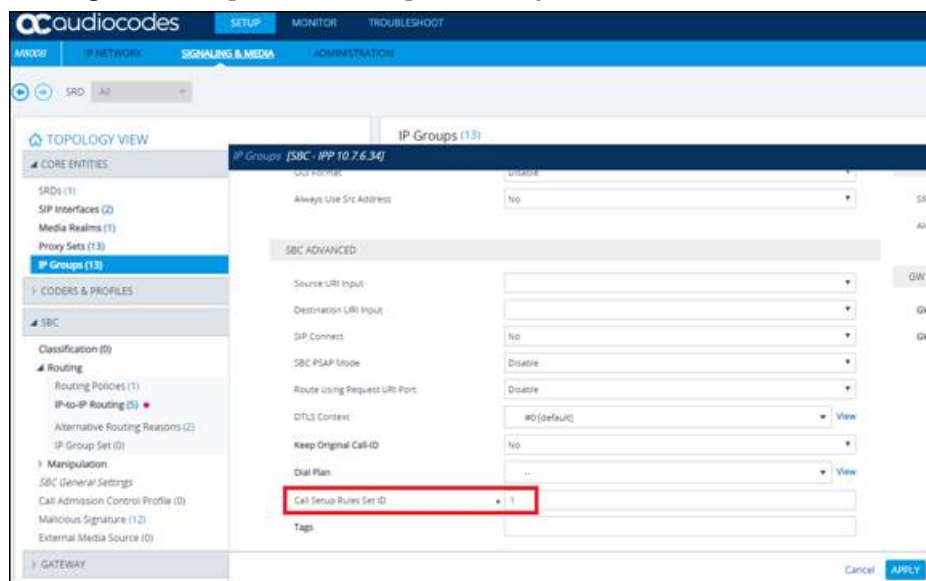 audiocodes SETUP MONITOR TROUBLESHOOT
M800B IP NETWORK SIGNALING & MEDIA ADMINISTRATION
SRD All
TOPOLOGY VIEW
IP Groups (13)
CORE ENTITIES
IP Groups [SBC - IPP 10.7.6.34]
SRDs (1)
SIP Interfaces (2)
Media Realms (1)
Proxy Sets (13)
IP Groups (13)
CODERS & PROFILES
SBC
Classification (0)
Routing
Routing Policies (1)
IP-to-IP Routing (5)
Alternative Routing Reasons (2)
IP Group Set (0)
Manipulation
SBC General Settings
Call Admission Control Profile (0)
Malicious Signature (12)
External Media Source (0)
GATEWAY
Disable
Always Use Src Address No
SBC ADVANCED
Source URI Input
Destination URI Input
SIP Connect No
SBC PSAP Mode Disable
Route Using Request URI Port Disable
DTLS Context #0 [default] View
Keep Original Call-ID No
Dial Plan -- View
Call Setup Rules Set ID 1
Tags
GW
Cancel APPLY